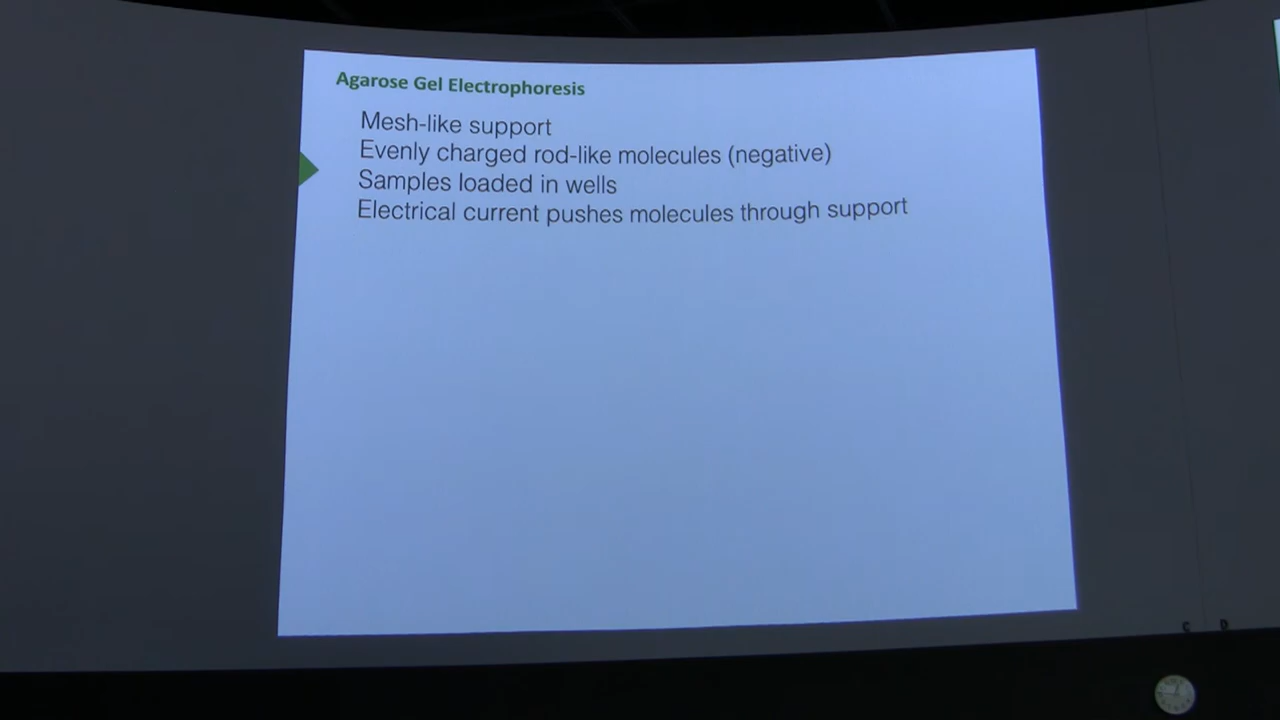 Agarose Gel Electrophoresis
Mesh-like support
Evenly charged rod-like molecules (negative)
Samples loaded in wells
Electrical current pushes molecules through support
C D